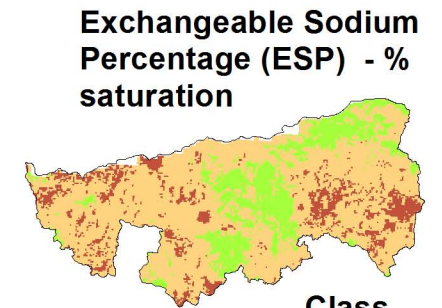 Exchangeable Sodium
Percentage (ESP) - %
saturation
Class